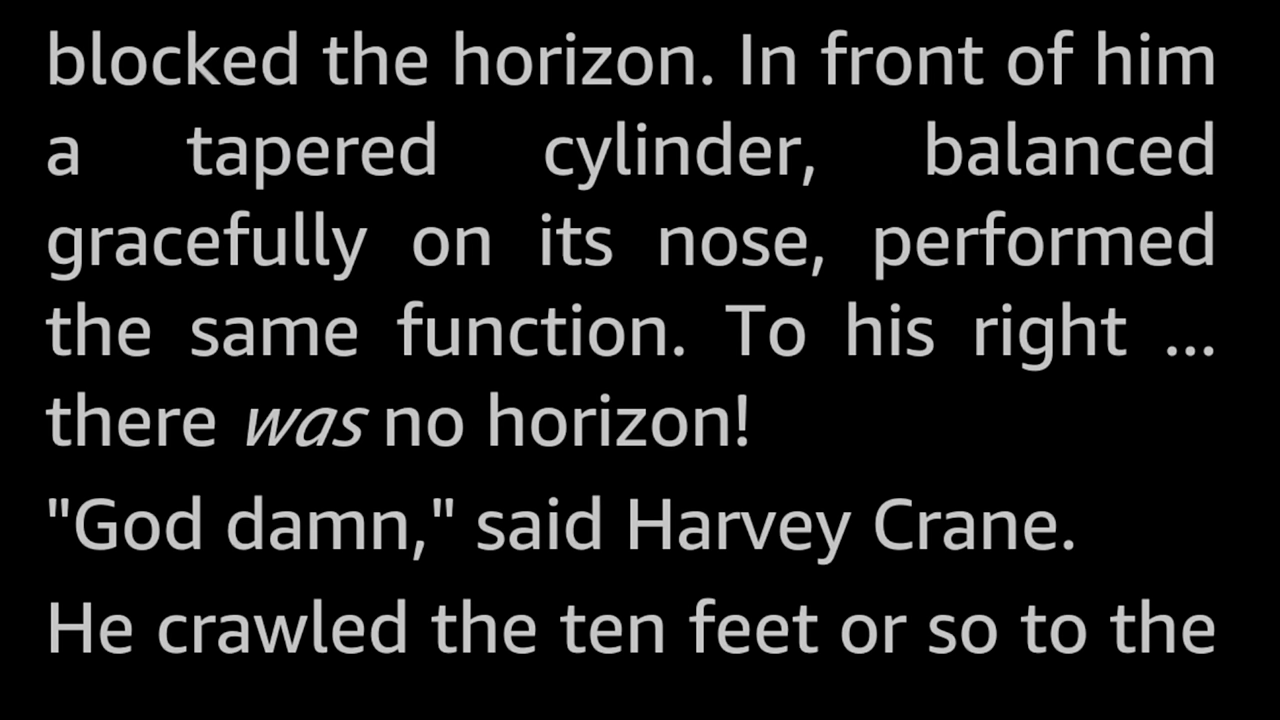 blocked the horizon. In front of him
a tapered cylinder, balanced
gracefully on its nose, performed
the same function. To his right ...
there was no horizon!
"God damn," said Harvey Crane.
He crawled the ten feet or so to the